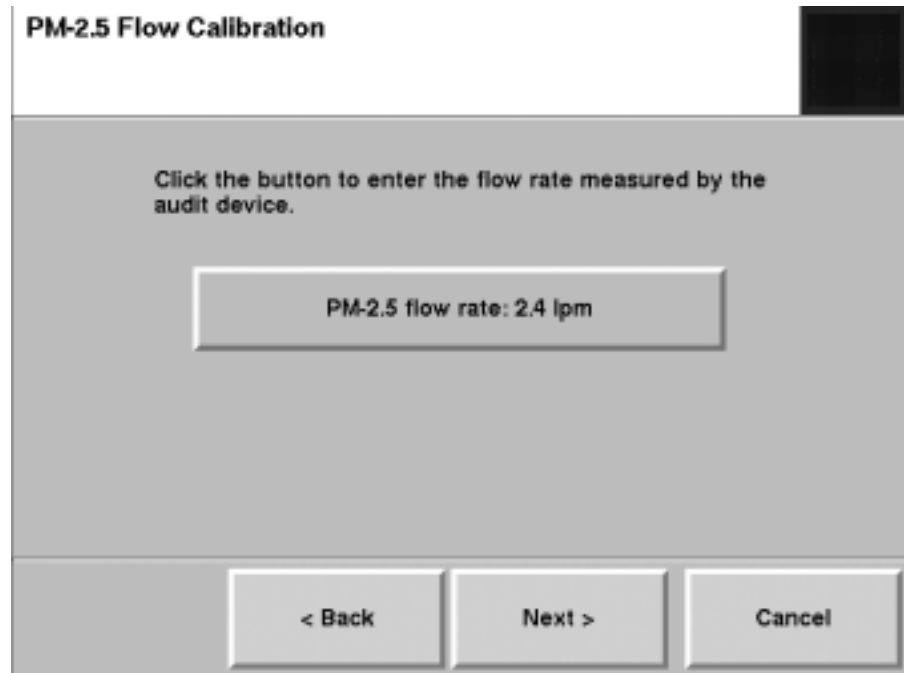 PM-2.5 Flow Calibration
Click the button to enter the flow rate measured by the
audit device.
PM-2.5 flow rate: 2.4 lpm
< Back
Next >
Cancel